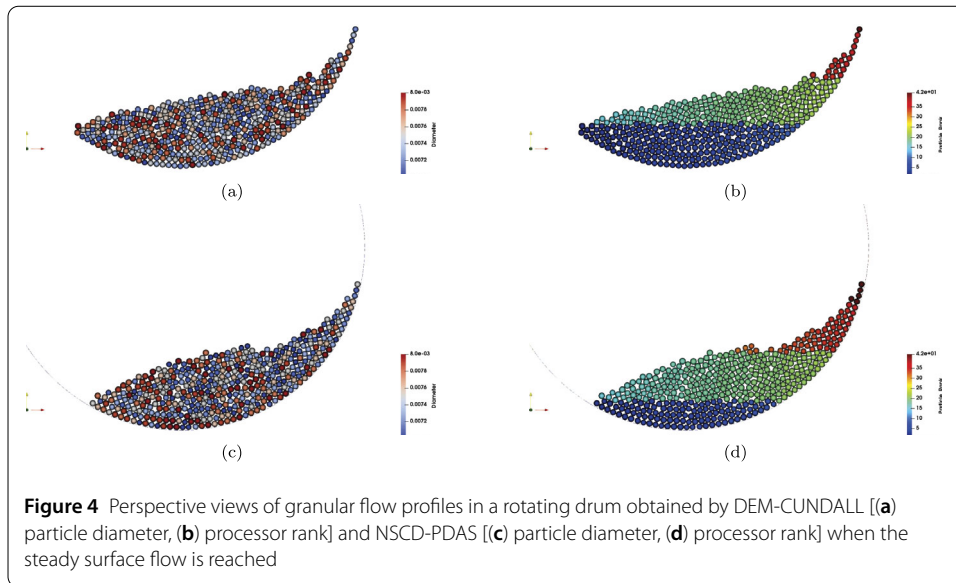 8.0e-03
0.0078
0.0076
0.0074
0.0072
Diameter
(a)
4.2e+01
35
30
25
20
15
10
5
(b)
8.0e-03
0.0078
0.0076
0.0074
0.0072
Diameter
(c)
4.2e+01
35
30
25
20
15
10
5
(d)
Figure 4 Perspective views of granular flow profiles in a rotating drum obtained by DEM-CUNDALL [(a)
particle diameter, (b) processor rank] and NSCD-PDAS [(c) particle diameter, (d) processor rank] when the
steady surface flow is reached